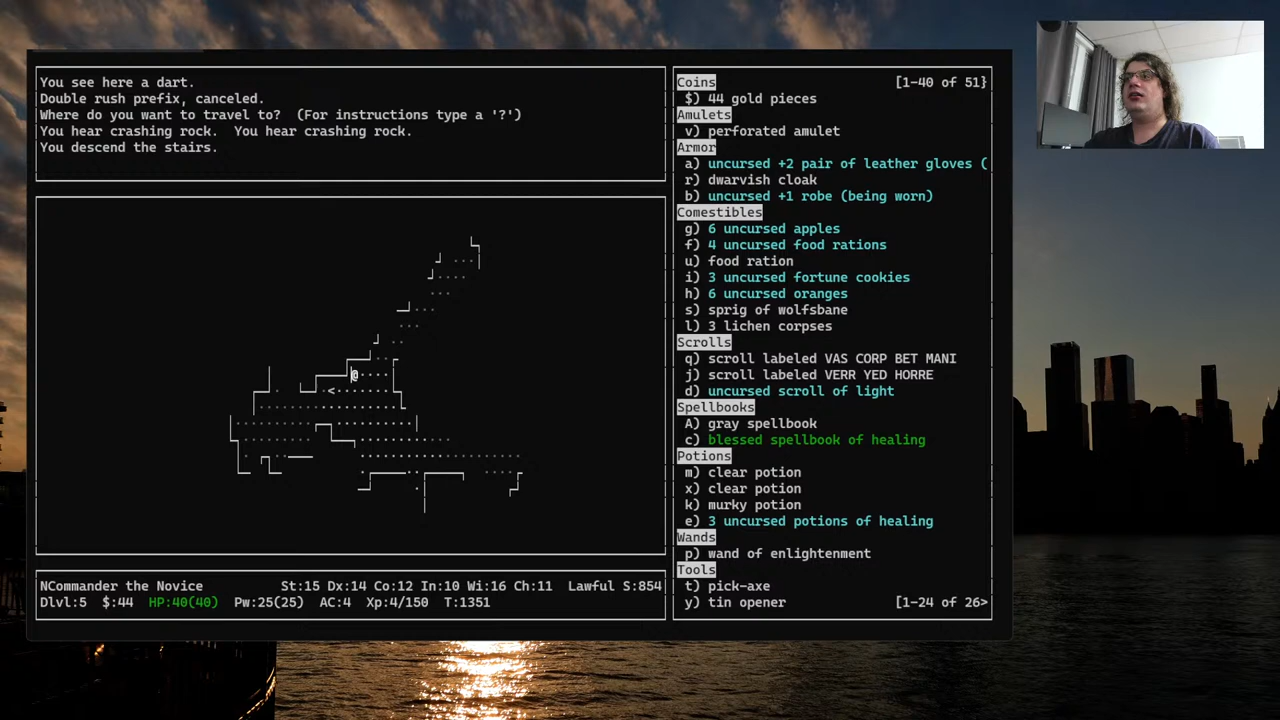 You see here a dart.
Double rush prefix, canceled.
Where do you want to travel to?  (For instructions type a '?')
You hear crashing rock.  You hear crashing rock.
You descend the stairs.
NCommander the Novice St:15 Dx:14 Co:12 In:10 Wi:16 Ch:11 Lawful S:854
Dlvl:5 $:44 HP:40(40) Pw:25(25) AC:4 Xp:4/150 T:1351
Coins [1-40 of 51}
$) 44 gold pieces
Amulets
v) perforated amulet
Armor
a) uncursed +2 pair of leather gloves (
r) dwarvish cloak
b) uncursed +1 robe (being worn)
Comestibles
g) 6 uncursed apples
f) 4 uncursed food rations
u) food ration
i) 3 uncursed fortune cookies
h) 6 uncursed oranges
s) sprig of wolfsbane
l) 3 lichen corpses
Scrolls
q) scroll labeled VAS CORP BET MANI
j) scroll labeled VERR YED HORRE
d) uncursed scroll of light
Spellbooks
A) gray spellbook
c) blessed spellbook of healing
Potions
m) clear potion
x) clear potion
k) murky potion
e) 3 uncursed potions of healing
Wands
p) wand of enlightenment
Tools
t) pick-axe
y) tin opener [1-24 of 26>